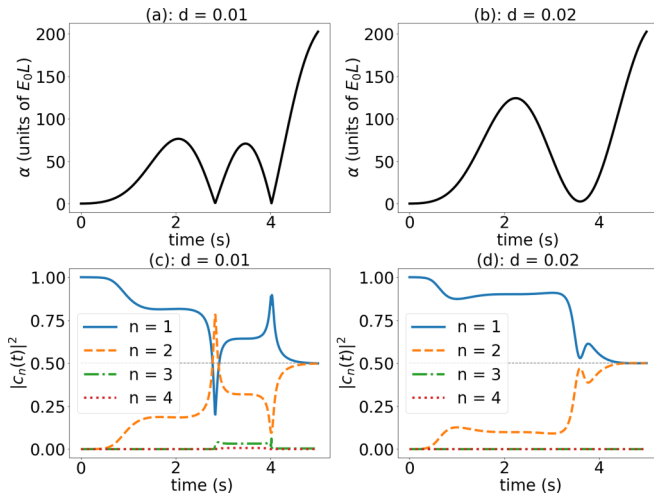 (a): d = 0.01
α (units of E₀L)
200
150
100
50
0
0
2
4
time (s)
(b): d = 0.02
α (units of E₀L)
200
150
100
50
0
0
2
4
time (s)
(c): d = 0.01
|cₙ(t)|²
1.00
0.75
0.50
0.25
0.00
n = 1
n = 2
n = 3
n = 4
0
2
4
time (s)
(d): d = 0.02
|cₙ(t)|²
1.00
0.75
0.50
0.25
0.00
n = 1
n = 2
n = 3
n = 4
0
2
4
time (s)